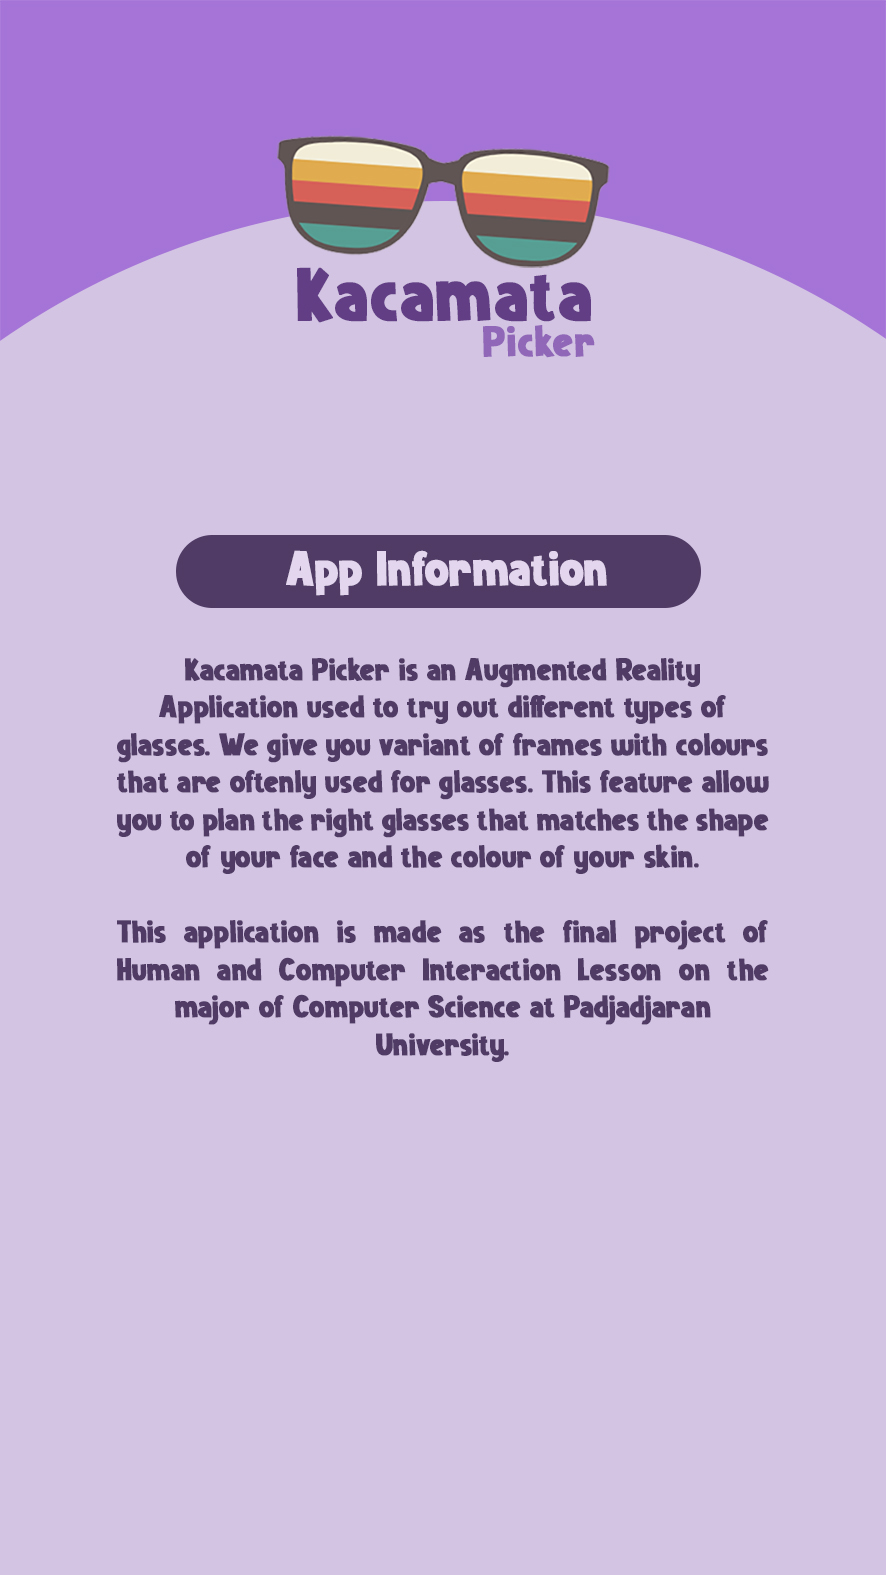 Kacamata
Picker
App Information
Kacamata Picker is an Augmented Reality
Application used to try out different types of
glasses. We give you variant of frames with colours
that are oftenly used for glasses. This feature allow
you to plan the right glasses that matches the shape
of your face and the colour of your skin.
This application is made as the final project of
Human and Computer Interaction Lesson on the
major of Computer Science at Padjadjaran
University.